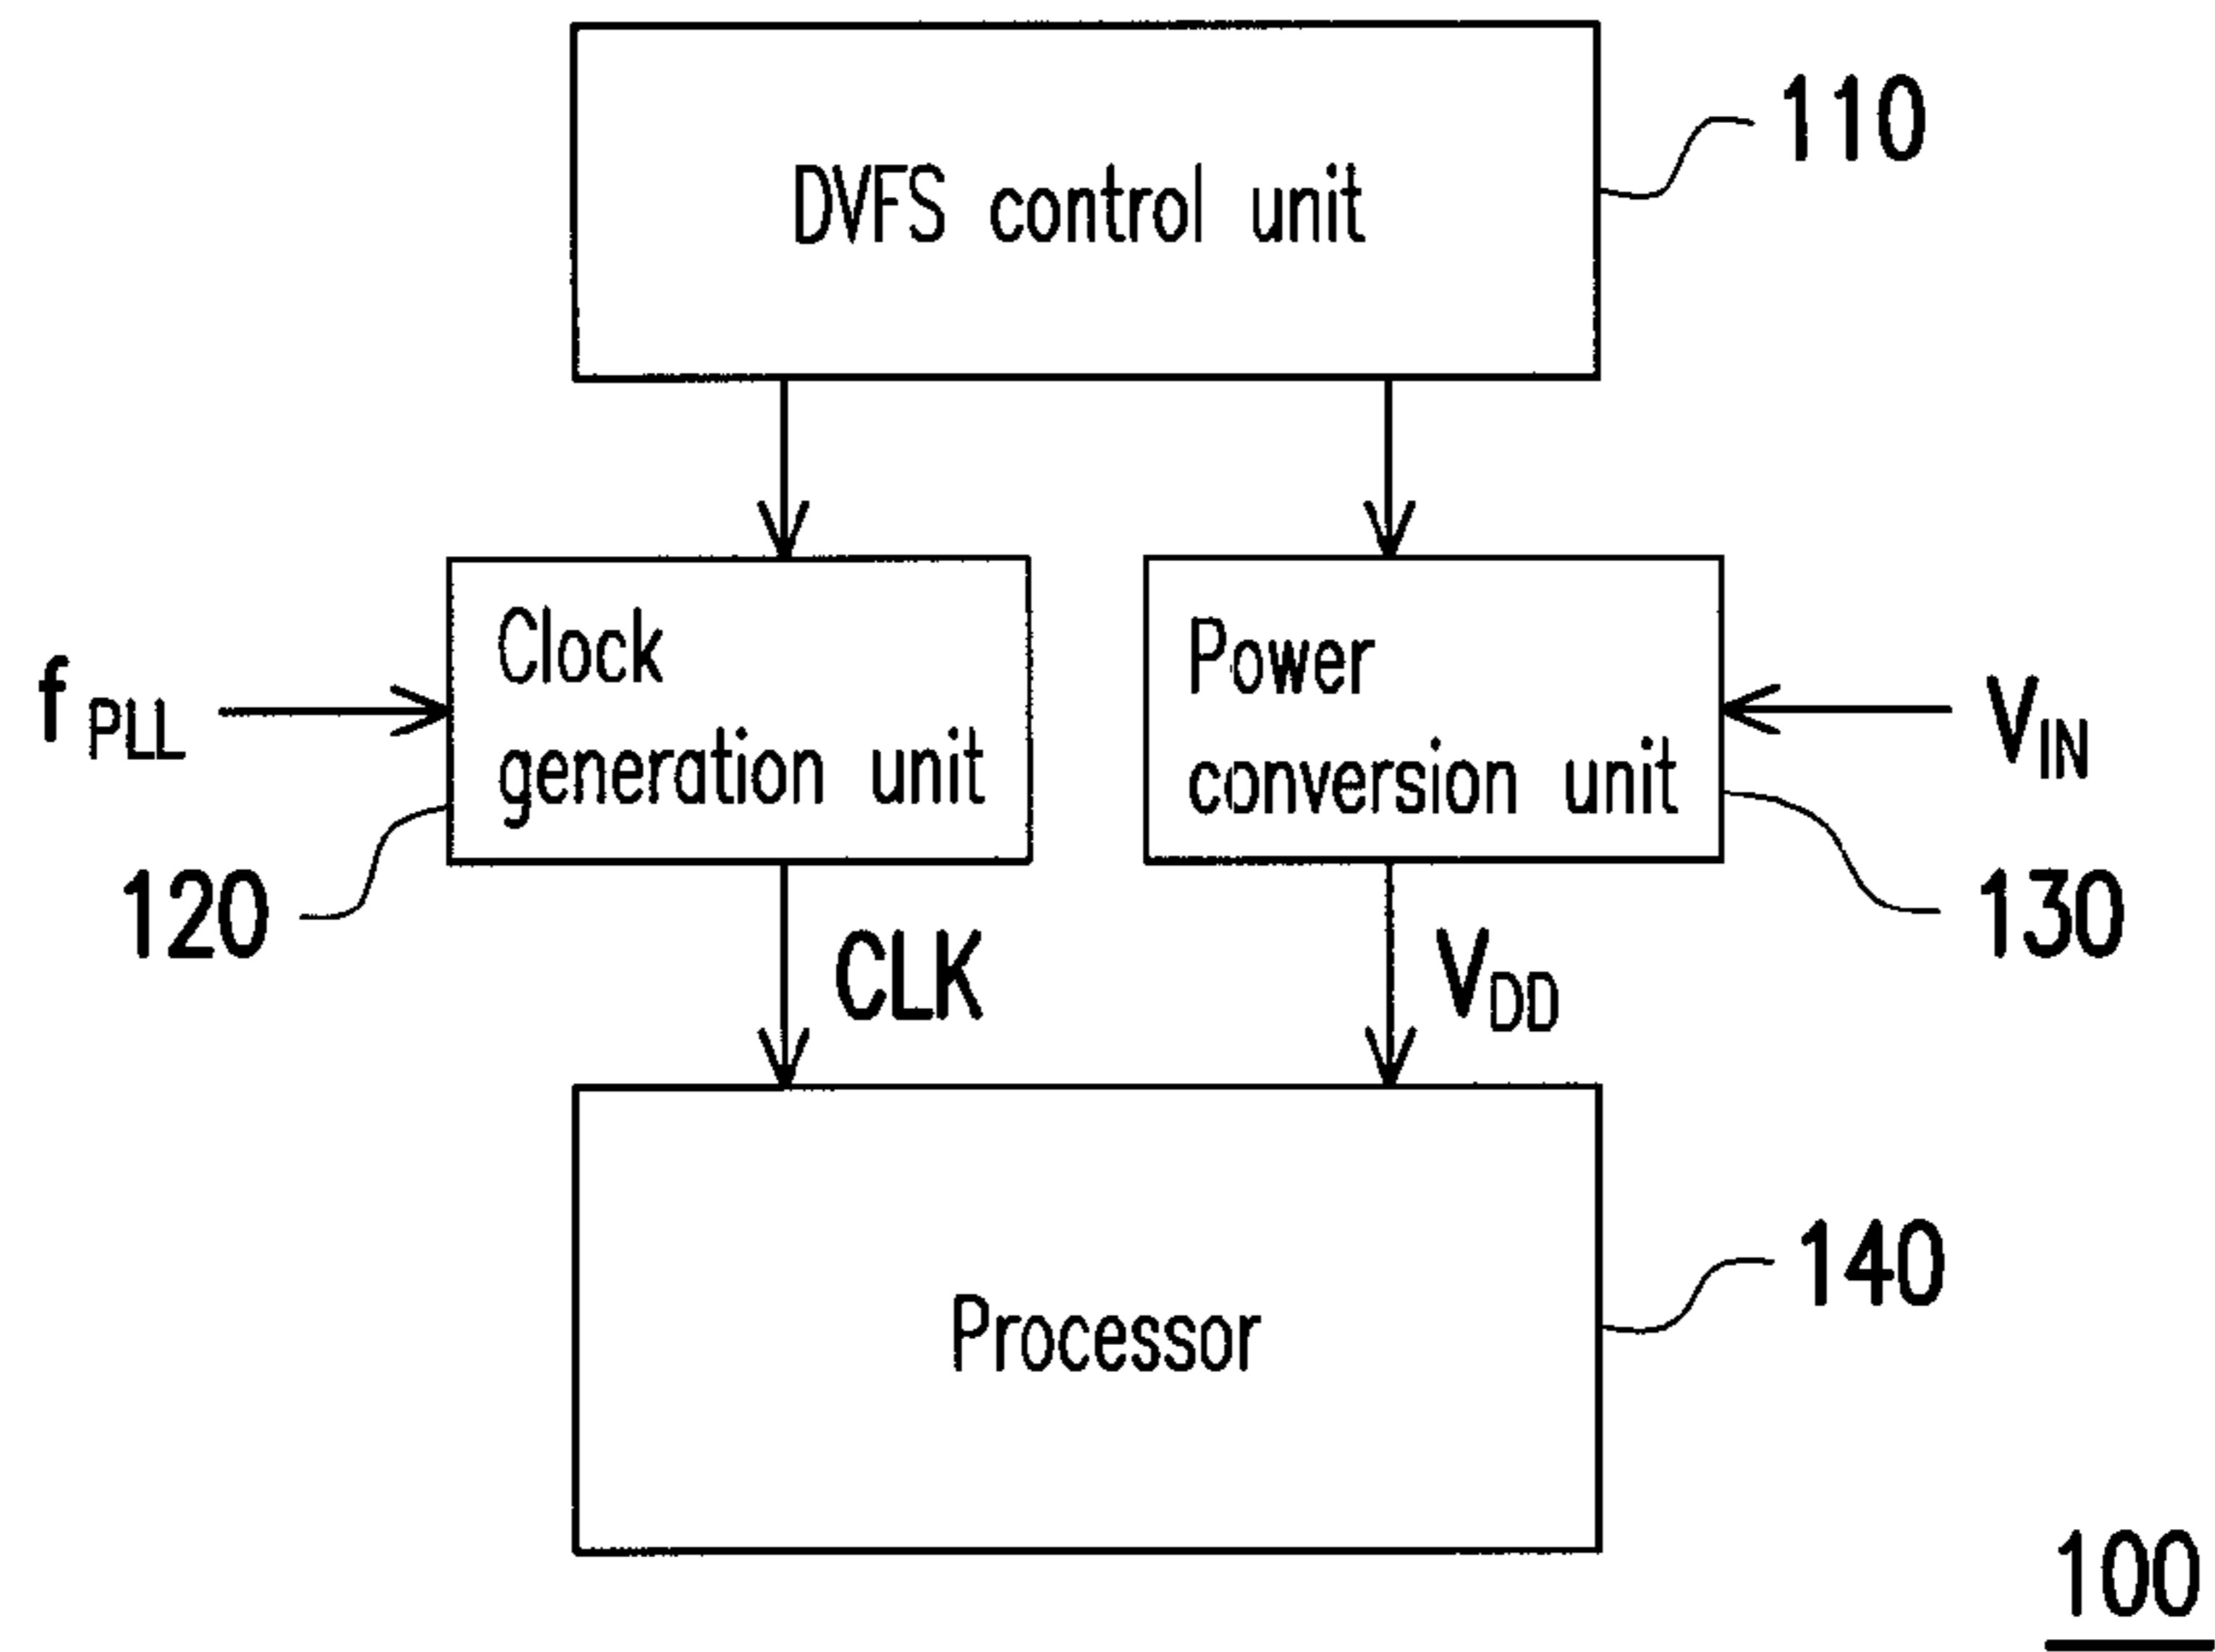 110
DVFS control unit
Clock
generation unit
Power
conversion unit
f PLL
VIN
120
130
CLK
VDD
140
Processor
100